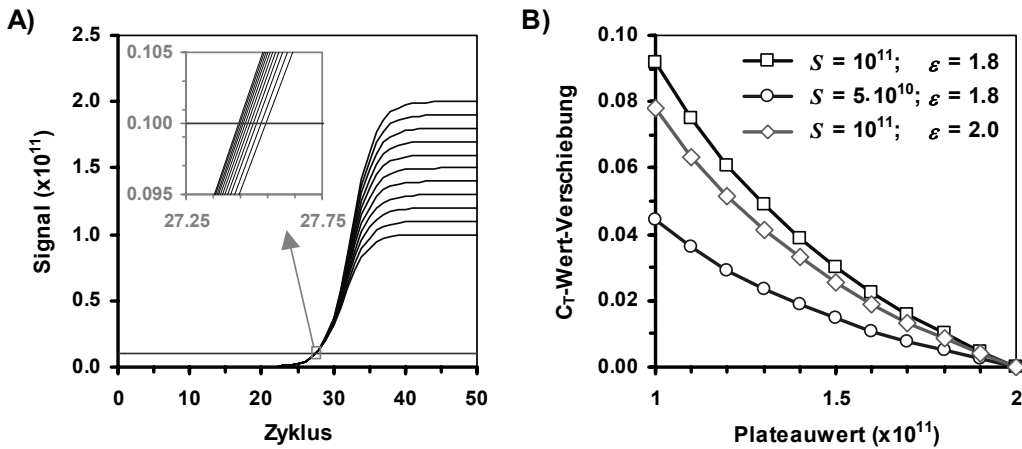 A)
Signal (x10¹¹)
2.5
2.0
1.5
1.0
0.5
0.0
0.105
0.100
0.095
27.25 27.75
0 10 20 30 40 50
Zyklus
B)
C_T-Wert-Verschiebung
0.10
0.08
0.06
0.04
0.02
0.00
S = 10¹¹; ε = 1.8
S = 5·10¹⁰; ε = 1.8
S = 10¹¹; ε = 2.0
1 1.5 2
Plateauwert (x10¹¹)